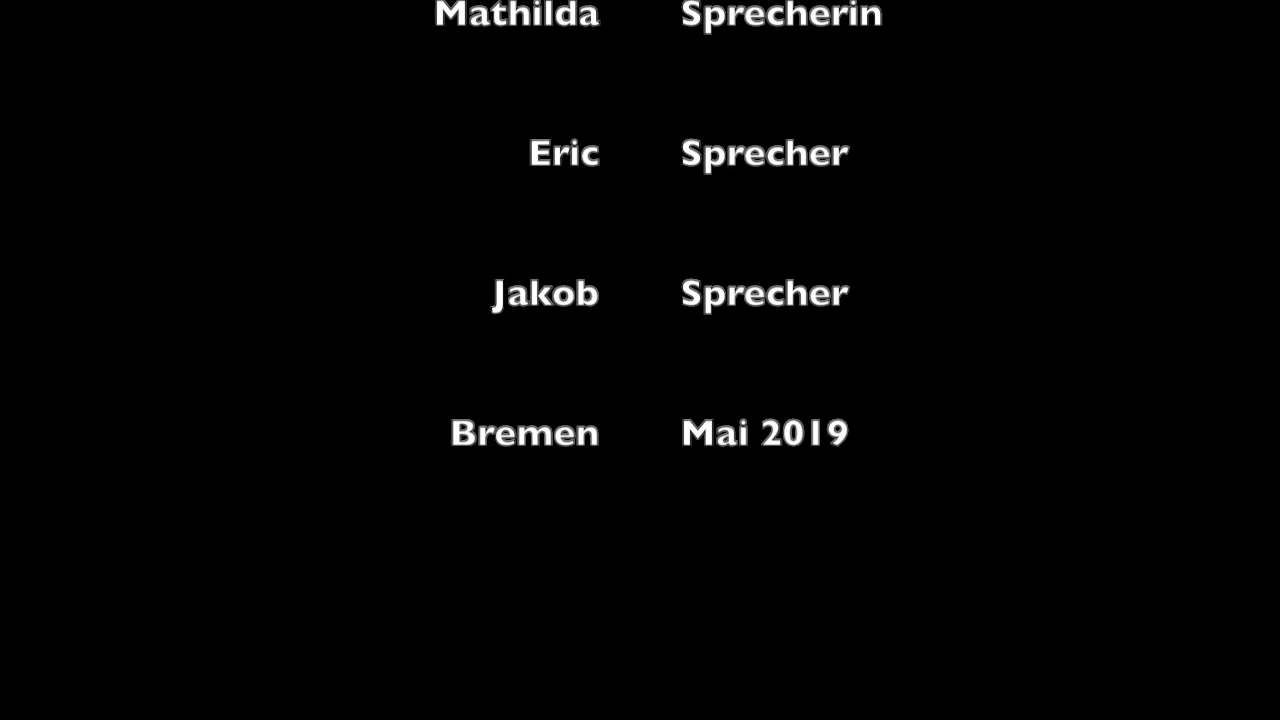 Mathilda Sprecherin
Eric Sprecher
Jakob Sprecher
Bremen Mai 2019